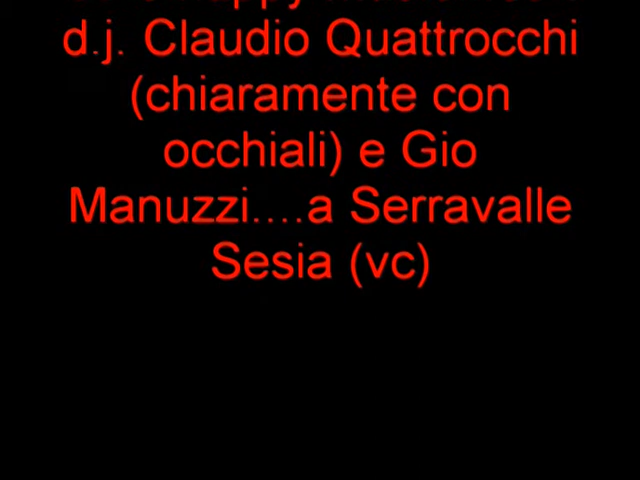 d.j. Claudio Quattrocchi
(chiaramente con
occhiali) e Gio
Manuzzi....a Serravalle
Sesia (vc)